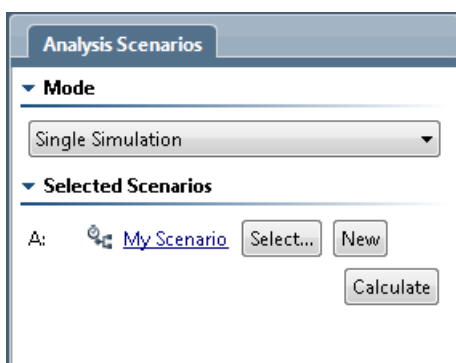 Analysis Scenarios
Mode
Single Simulation
Selected Scenarios
A: My Scenario Select... New
Calculate